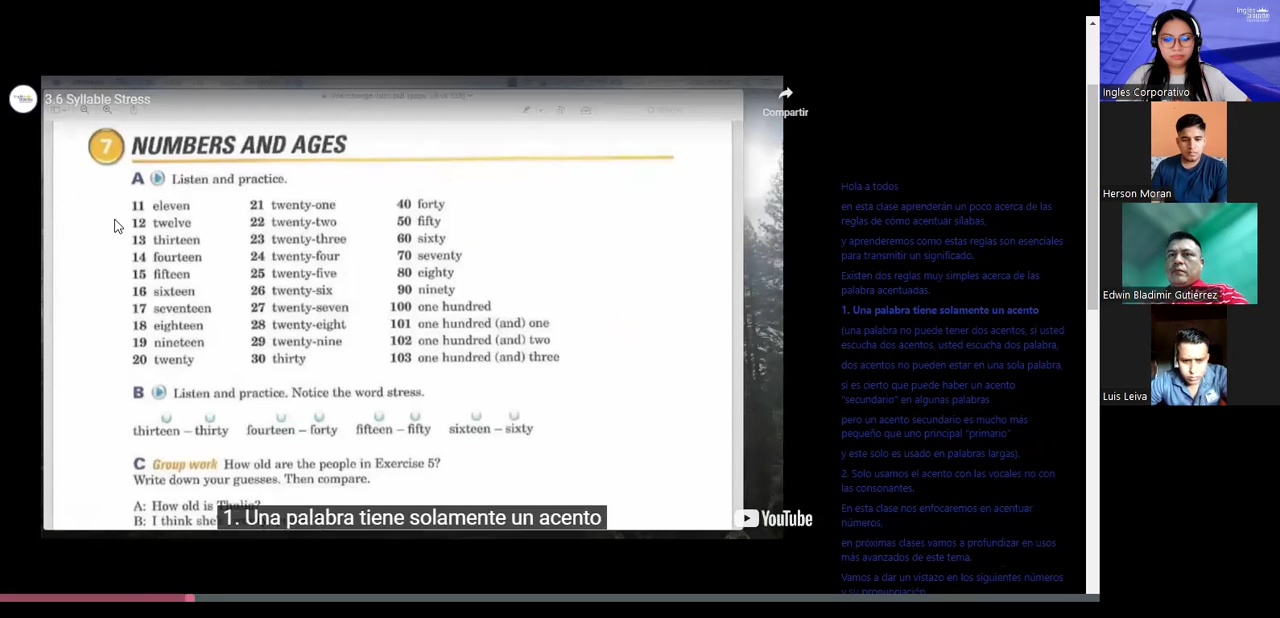 3.6 Syllable Stress
Compartir
7 NUMBERS AND AGES
A Listen and practice.
11 eleven
12 twelve
13 thirteen
14 fourteen
15 fifteen
16 sixteen
17 seventeen
18 eighteen
19 nineteen
20 twenty
21 twenty-one
22 twenty-two
23 twenty-three
24 twenty-four
25 twenty-five
26 twenty-six
27 twenty-seven
28 twenty-eight
29 twenty-nine
30 thirty
40 forty
50 fifty
60 sixty
70 seventy
80 eighty
90 ninety
100 one hundred
101 one hundred (and) one
102 one hundred (and) two
103 one hundred (and) three
B Listen and practice. Notice the word stress.
thirteen – thirty fourteen – forty fifteen – fifty sixteen – sixty
C Group work How old are the people in Exercise 5?
Write down your guesses. Then compare.
A: How old is Thalia?
B: I think she
1. Una palabra tiene solamente un acento
YouTube
Hola a todos
en esta clase aprenderán un poco acerca de las
reglas de cómo acentuar sílabas,
y aprenderemos como estas reglas son esenciales
para transmitir un significado.
Existen dos reglas muy simples acerca de las
palabra acentuadas.
1. Una palabra tiene solamente un acento
(una palabra no puede tener dos acentos, si usted
escucha dos acentos, usted escucha dos palabra,
dos acentos no pueden estar en una sola palabra,
si es cierto que puede haber un acento
"secundario" en algunas palabras
pero un acento secundario es mucho más
pequeño que uno principal "primario"
y este solo es usado en palabras largas).
2. Solo usamos el acento con las vocales no con
las consonantes.
En esta clase nos enfocaremos en acentuar
números,
en próximas clases vamos a profundizar en usos
más avanzados de este tema.
Vamos a dar un vistazo en los siguientes números
y su pronunciación
Ingles Corporativo
Herson Moran
Edwin Bladimir Gutiérrez
Luis Leiva